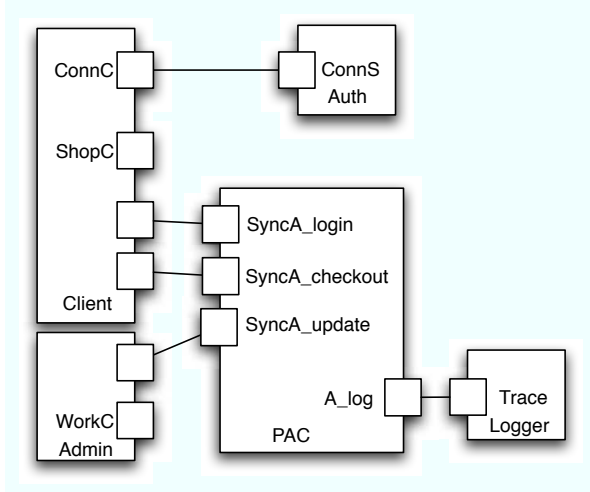 ConnC
ConnS
Auth
ShopC
SyncA_login
SyncA_checkout
Client
SyncA_update
A_log
Trace
Logger
WorkC
Admin
PAC